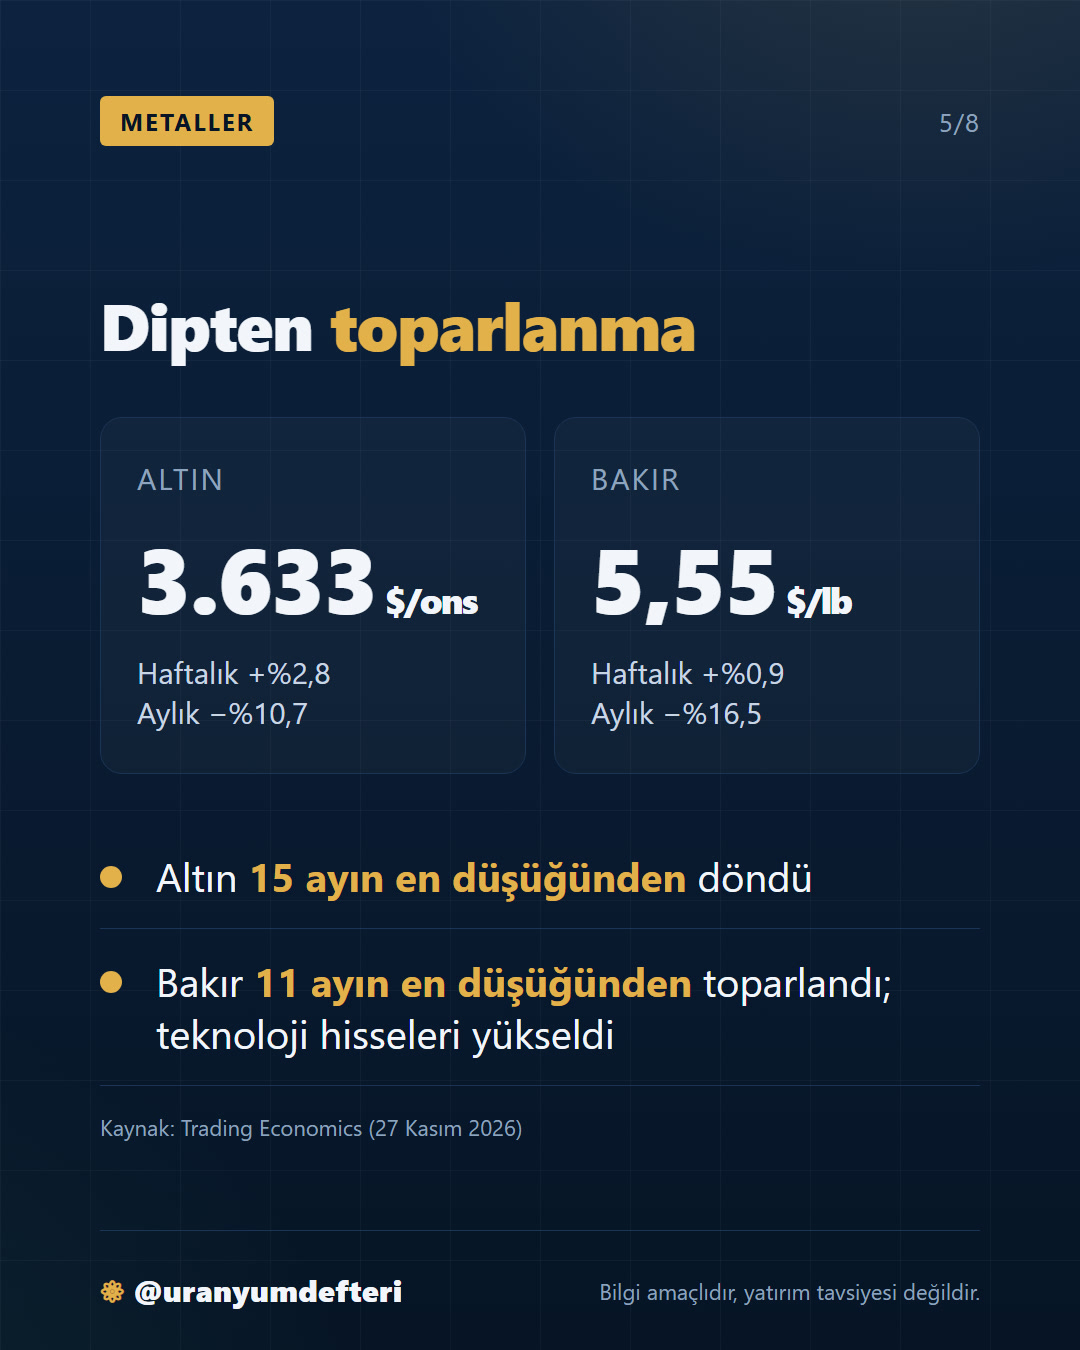 METALLER
5/8
Dipten toparlanma
ALTIN
3.633 $/ons
Haftalık +%2,8
Aylık −%10,7
BAKIR
5,55 $/lb
Haftalık +%0,9
Aylık −%16,5
Altın 15 ayın en düşüğünden döndü
Bakır 11 ayın en düşüğünden toparlandı;
teknoloji hisseleri yükseldi
Kaynak: Trading Economics (27 Kasım 2026)
@uranyumdefteri
Bilgi amaçlıdır, yatırım tavsiyesi değildir.